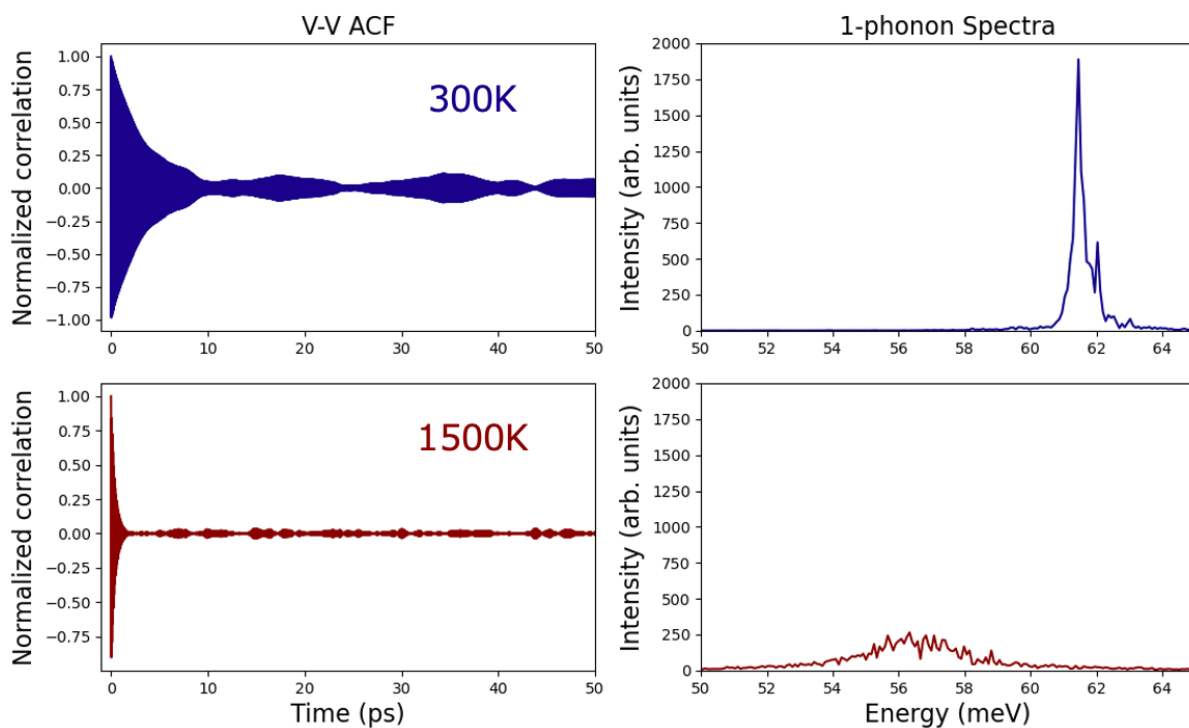 V-V ACF
1-phonon Spectra
Normalized correlation
1.00
0.75
0.50
0.25
0.00
−0.25
−0.50
−0.75
−1.00
300K
0 10 20 30 40 50
Intensity (arb. units)
2000
1750
1500
1250
1000
750
500
250
0
50 52 54 56 58 60 62 64
Normalized correlation
1.00
0.75
0.50
0.25
0.00
−0.25
−0.50
−0.75
1500K
0 10 20 30 40 50
Time (ps)
Intensity (arb. units)
2000
1750
1500
1250
1000
750
500
250
0
50 52 54 56 58 60 62 64
Energy (meV)